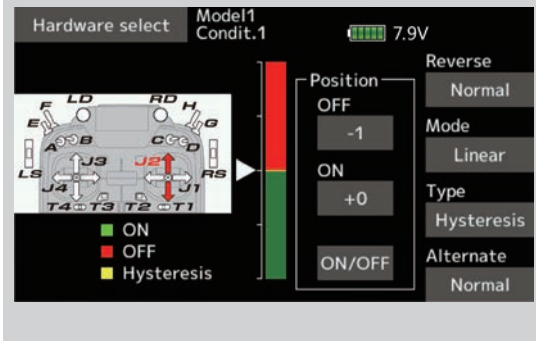 Hardware select
Model1
Condit.1
7.9V
LD RD
F H
E G
A B C D
J3 J2
LS RS
J4 J1
T4 T3 T2 T1
ON
OFF
Hysteresis
Position
OFF
-1
ON
+0
ON/OFF
Reverse
Normal
Mode
Linear
Type
Hysteresis
Alternate
Normal